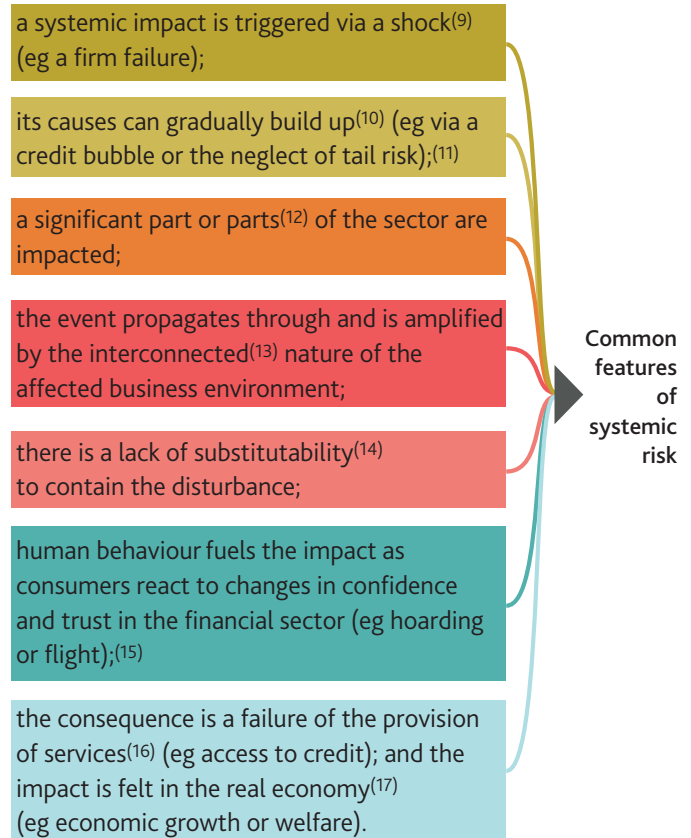 a systemic impact is triggered via a shock(9)
(eg a firm failure);
its causes can gradually build up(10) (eg via a
credit bubble or the neglect of tail risk);(11)
a significant part or parts(12) of the sector are
impacted;
the event propagates through and is amplified
by the interconnected(13) nature of the
affected business environment;
there is a lack of substitutability(14)
to contain the disturbance;
human behaviour fuels the impact as
consumers react to changes in confidence
and trust in the financial sector (eg hoarding
or flight);(15)
the consequence is a failure of the provision
of services(16) (eg access to credit); and the
impact is felt in the real economy(17)
(eg economic growth or welfare).
Common
features
of
systemic
risk